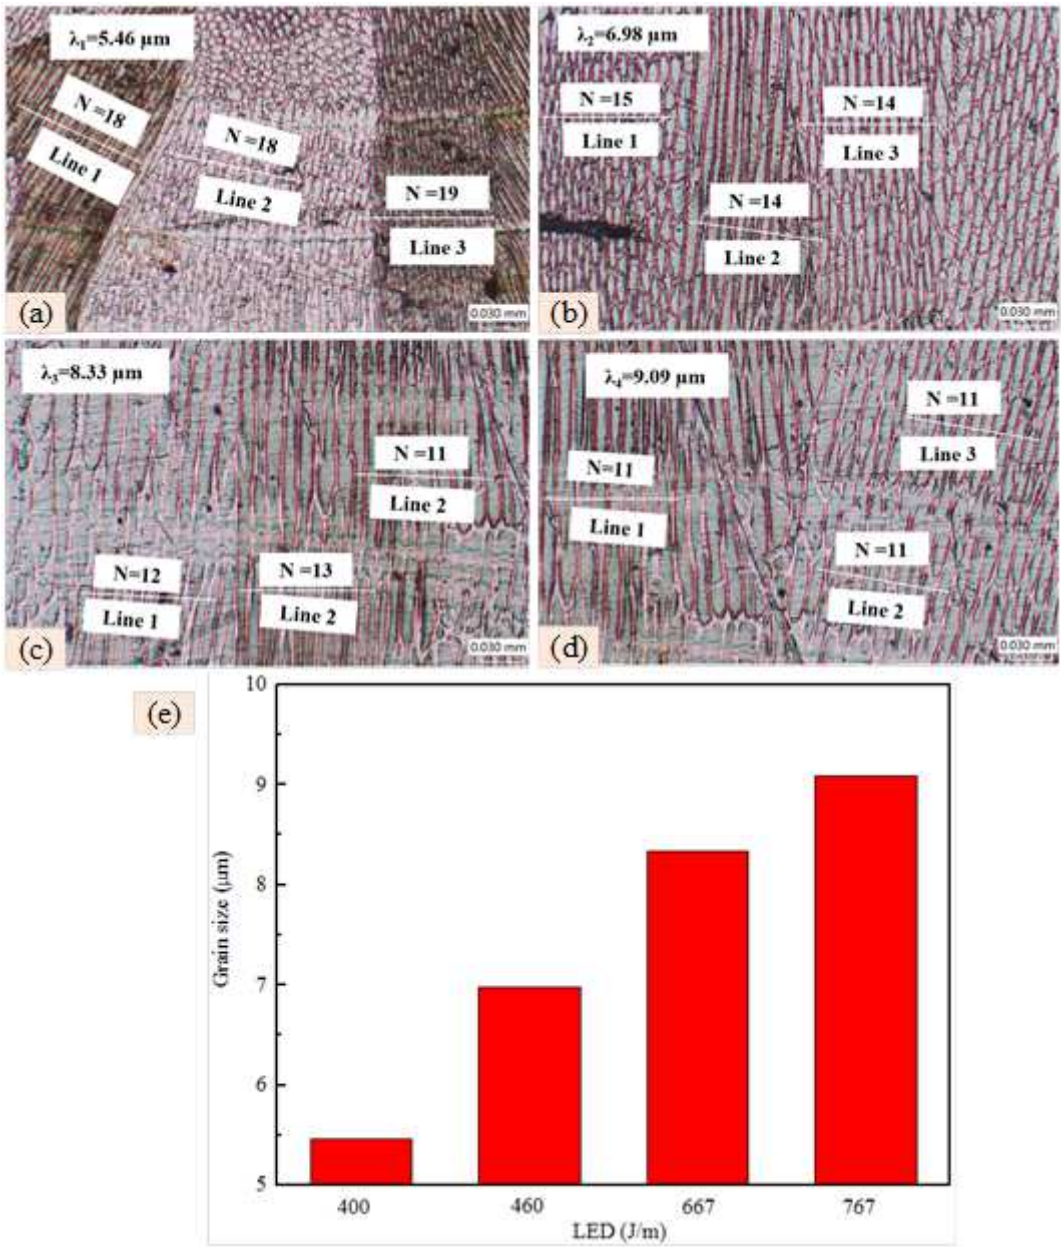 λ₁=5.46 μm
N =18
Line 1
N =18
Line 2
N =19
Line 3
(a)
0.030 mm
λ₂=6.98 μm
N =15
Line 1
N =14
Line 3
N =14
Line 2
(b)
0.030 mm
λ₃=8.33 μm
N =11
Line 2
N=12
Line 1
N =13
Line 2
(c)
0.030 mm
λ₄=9.09 μm
N =11
Line 3
N=11
Line 1
N =11
Line 2
(d)
0.030 mm
(e)
10
9
8
7
6
5
Grain size (μm)
400 460 667 767
LED (J/m)